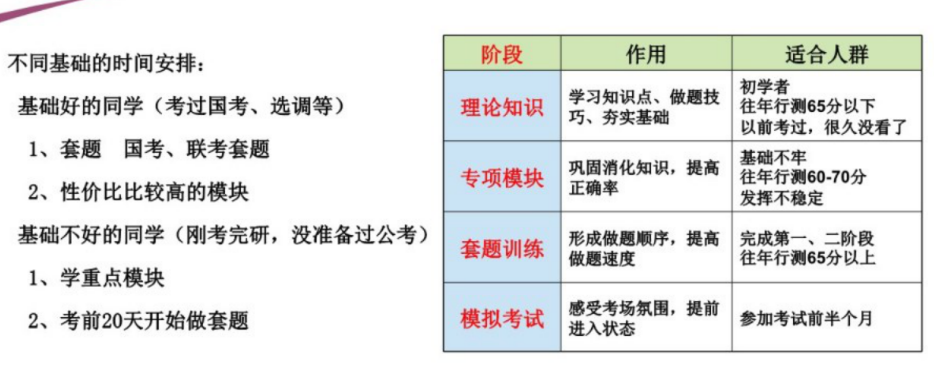 不同基础的时间安排：
基础好的同学（考过国考、选调等）
1、套题 国考、联考套题
2、性价比比较高的模块
基础不好的同学（刚考完研，没准备过公考）
1、学重点模块
2、考前20天开始做套题
阶段 作用 适合人群
理论知识
学习知识点、做题技
巧、夯实基础
初学者
往年行测65分以下
以前考过，很久没看了
专项模块
巩固消化知识，提高
正确率
基础不牢
往年行测60-70分
发挥不稳定
套题训练
形成做题顺序，提高
做题速度
完成第一、二阶段
往年行测65分以上
模拟考试
感受考场氛围，提前
进入状态
参加考试前半个月